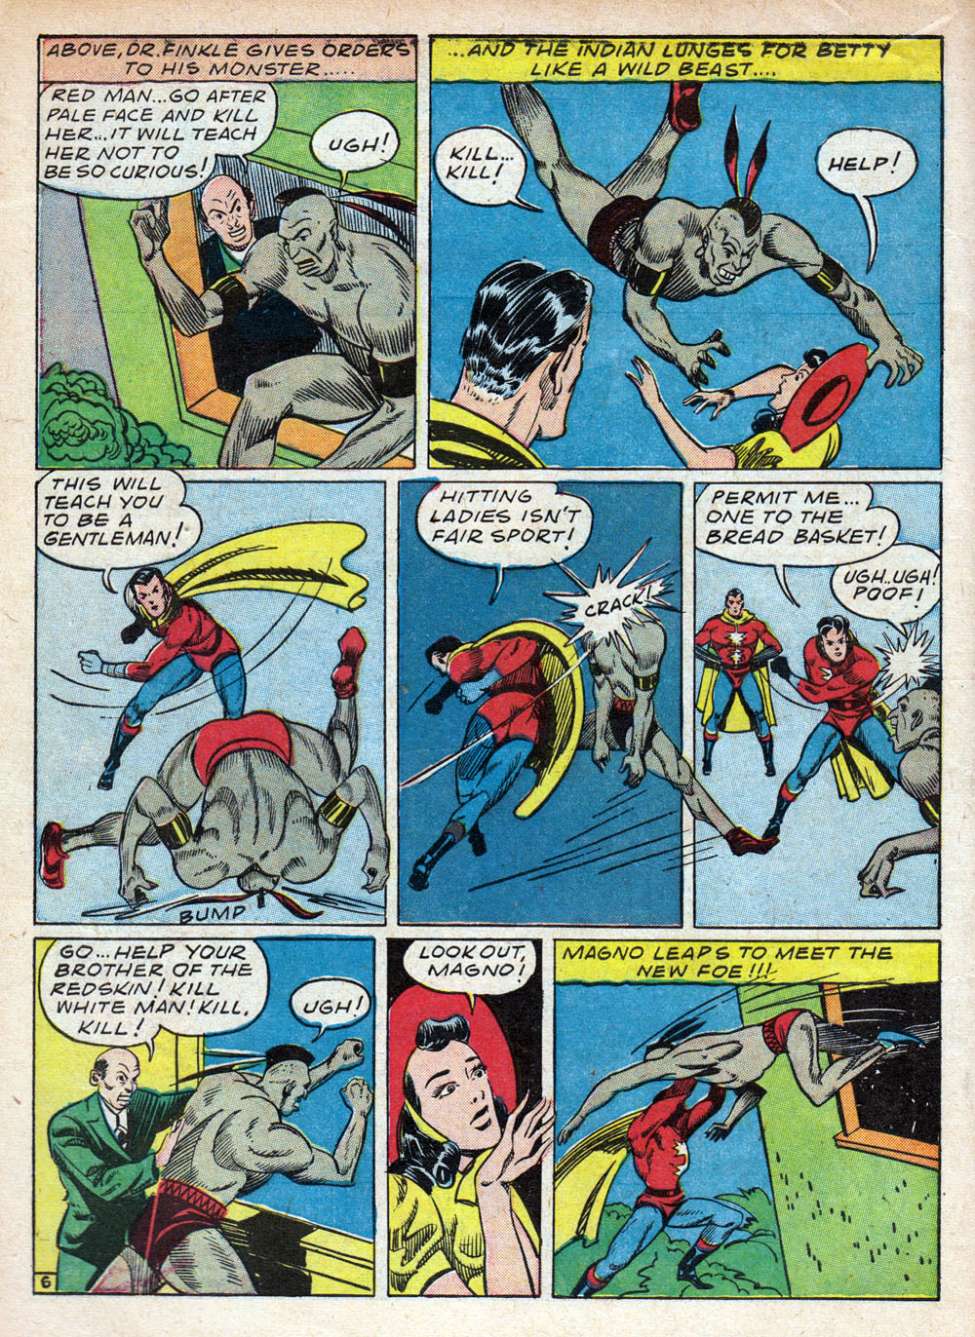 ABOVE, DR. FINKLE GIVES ORDERS
TO HIS MONSTER.....
RED MAN...GO AFTER
PALE FACE AND KILL
HER...IT WILL TEACH
HER NOT TO
BE SO CURIOUS!
UGH!
...AND THE INDIAN LUNGES FOR BETTY
LIKE A WILD BEAST....
KILL...
KILL!
HELP!
THIS WILL
TEACH YOU
TO BE A
GENTLEMAN!
BUMP
HITTING
LADIES ISN'T
FAIR SPORT!
CRACK!
PERMIT ME...
ONE TO THE
BREAD BASKET!
UGH..UGH!
POOF!
GO...HELP YOUR
BROTHER OF THE
REDSKIN! KILL
WHITE MAN! KILL,
KILL!
UGH!
6
LOOK OUT,
MAGNO!
MAGNO LEAPS TO MEET THE
NEW FOE!!!